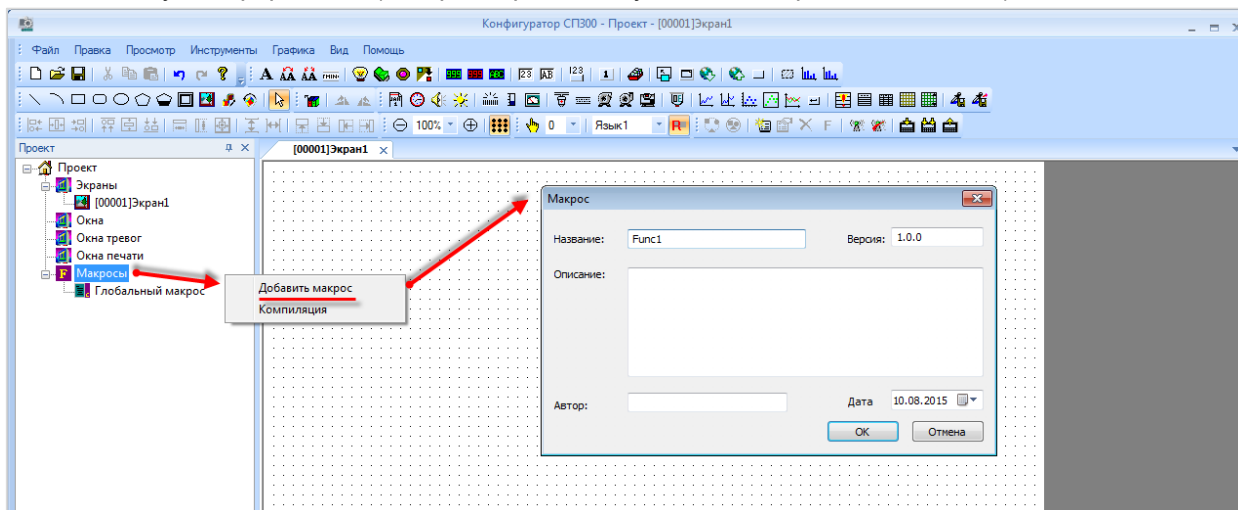 Конфигуратор СП300 - Проект - [00001]Экран1
Файл Правка Просмотр Инструменты Графика Вид Помощь
100% 0 Язык1
Проект
[00001]Экран1
Проект
Экраны
[00001]Экран1
Окна
Окна тревог
Окна печати
Макросы
Глобальный макрос
Добавить макрос
Компиляция
Макрос
Название: Func1 Версия: 1.0.0
Описание:
Автор: Дата 10.08.2015
OK Отмена